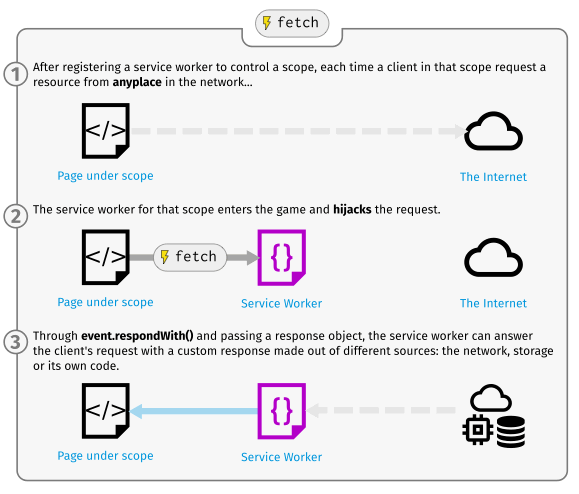 fetch
1
After registering a service worker to control a scope, each time a client in that scope request a
resource from anyplace in the network...
</>
Page under scope
The Internet
2
The service worker for that scope enters the game and hijacks the request.
</>
fetch
{}
Page under scope
Service Worker
The Internet
3
Through event.respondWith() and passing a response object, the service worker can answer
the client's request with a custom response made out of different sources: the network, storage
or its own code.
</>
{}
Page under scope
Service Worker